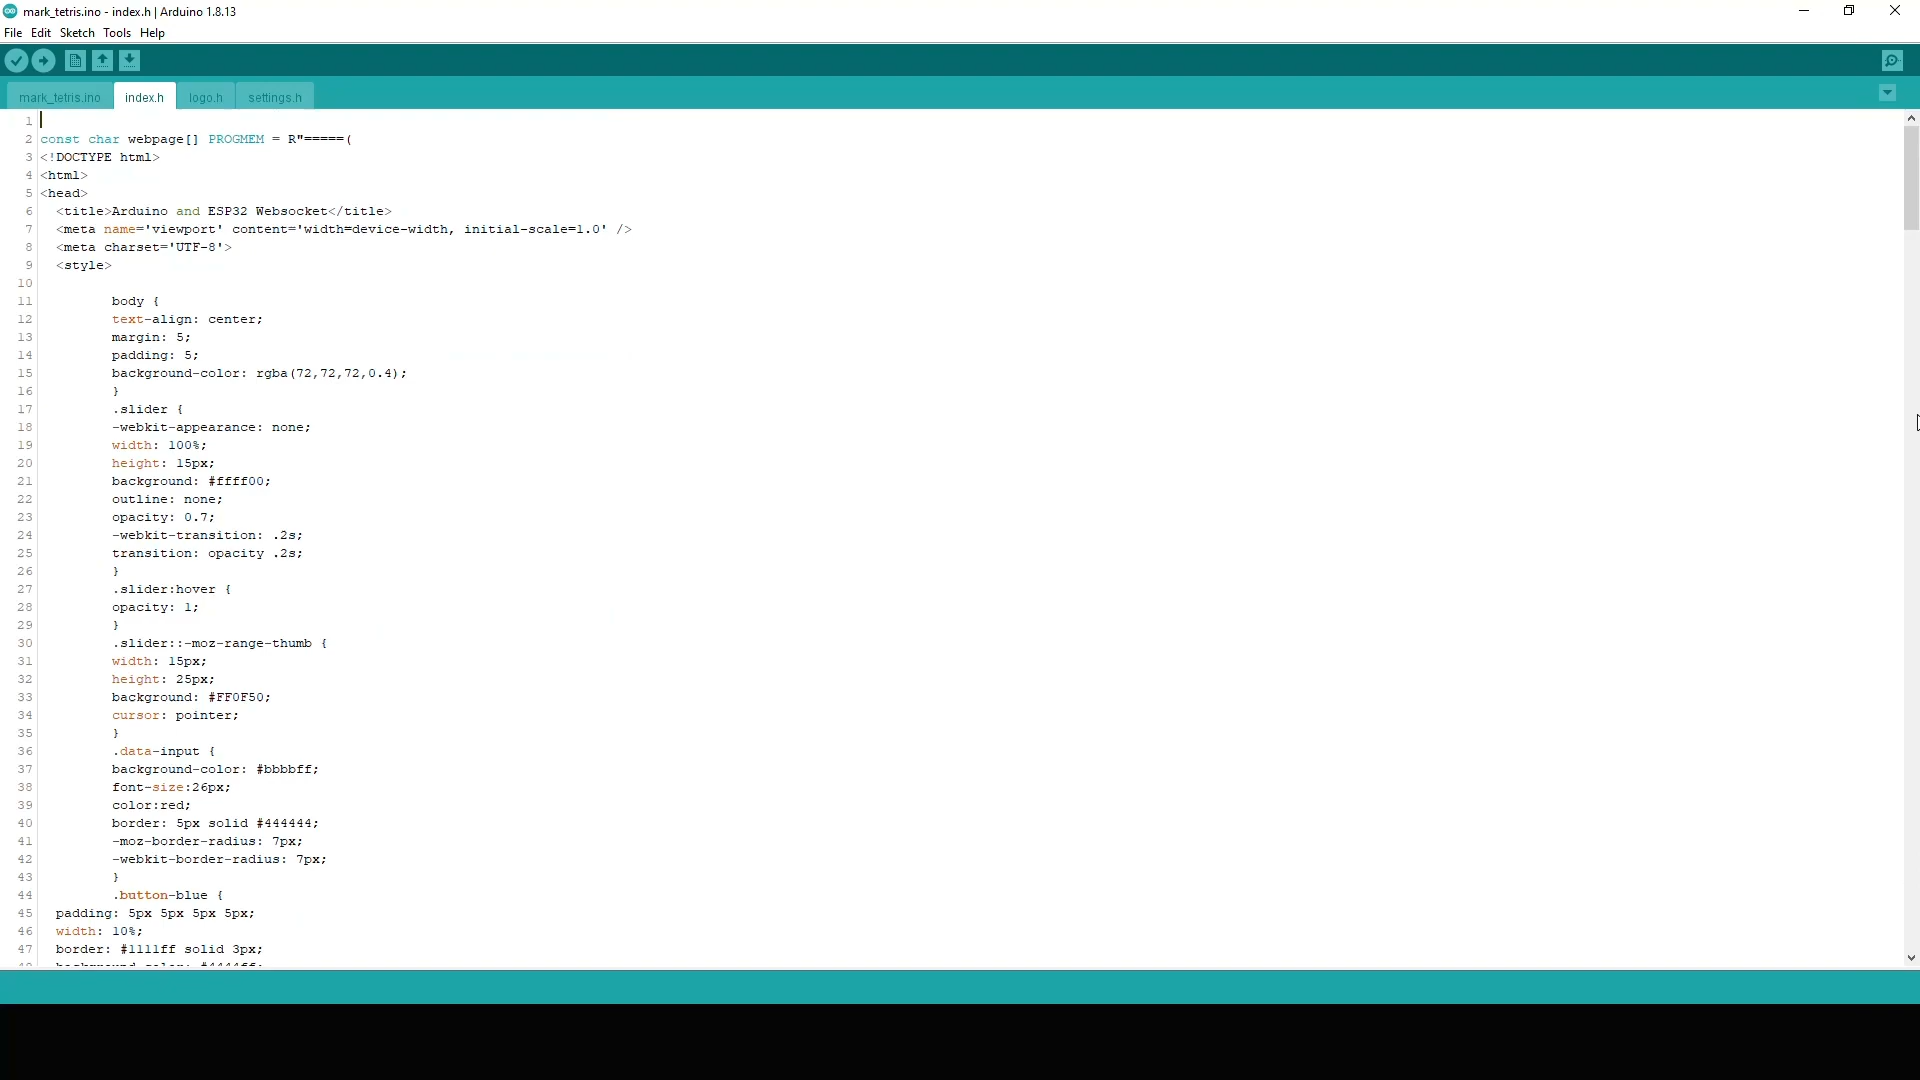 mark_tetris.ino - index.h | Arduino 1.8.13
File Edit Sketch Tools Help
mark_tetris.ino index.h logo.h settings.h
1
2 const char webpage[] PROGMEM = R"=====(
3 <!DOCTYPE html>
4 <html>
5 <head>
6 <title>Arduino and ESP32 Websocket</title>
7 <meta name='viewport' content='width=device-width, initial-scale=1.0' />
8 <meta charset='UTF-8'>
9 <style>
10
11 body {
12 text-align: center;
13 margin: 5;
14 padding: 5;
15 background-color: rgba(72,72,72,0.4);
16 }
17 .slider {
18 -webkit-appearance: none;
19 width: 100%;
20 height: 15px;
21 background: #ffff00;
22 outline: none;
23 opacity: 0.7;
24 -webkit-transition: .2s;
25 transition: opacity .2s;
26 }
27 .slider:hover {
28 opacity: 1;
29 }
30 .slider::-moz-range-thumb {
31 width: 15px;
32 height: 25px;
33 background: #FF0F50;
34 cursor: pointer;
35 }
36 .data-input {
37 background-color: #bbbbff;
38 font-size:26px;
39 color:red;
40 border: 5px solid #444444;
41 -moz-border-radius: 7px;
42 -webkit-border-radius: 7px;
43 }
44 .button-blue {
45 padding: 5px 5px 5px 5px;
46 width: 10%;
47 border: #1111ff solid 3px;